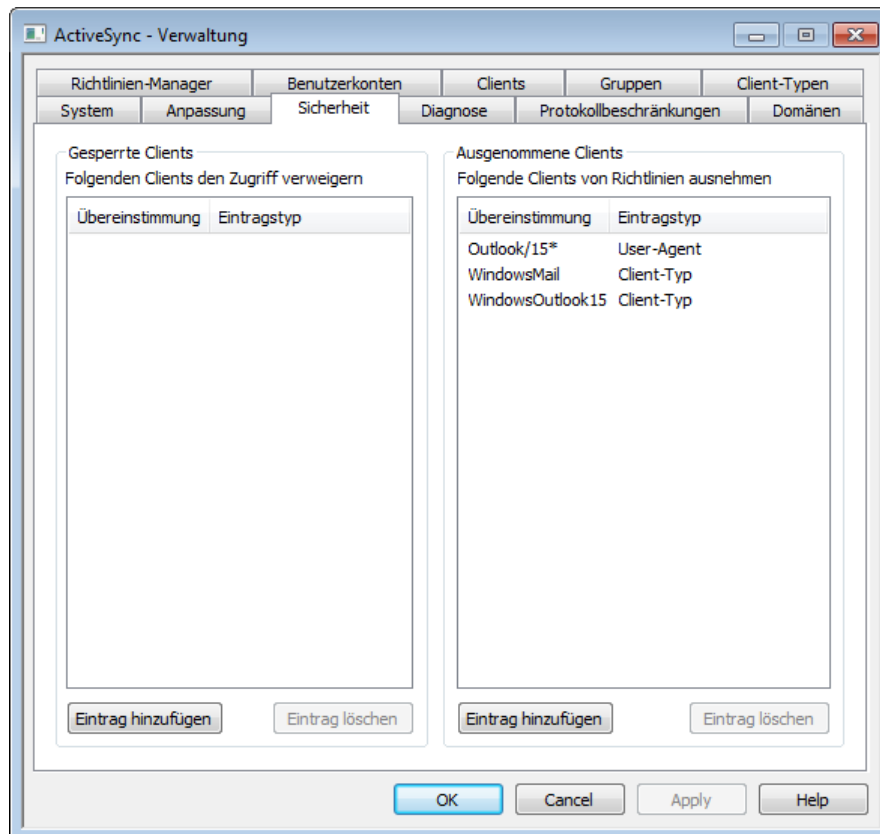 ActiveSync - Verwaltung
Richtlinien-Manager Benutzerkonten Clients Gruppen Client-Typen
System Anpassung Sicherheit Diagnose Protokollbeschränkungen Domänen
Gesperrte Clients
Folgenden Clients den Zugriff verweigern
Übereinstimmung Eintragstyp
Eintrag hinzufügen Eintrag löschen
Ausgenommene Clients
Folgende Clients von Richtlinien ausnehmen
Übereinstimmung Eintragstyp
Outlook/15* User-Agent
WindowsMail Client-Typ
WindowsOutlook15 Client-Typ
Eintrag hinzufügen Eintrag löschen
OK Cancel Apply Help